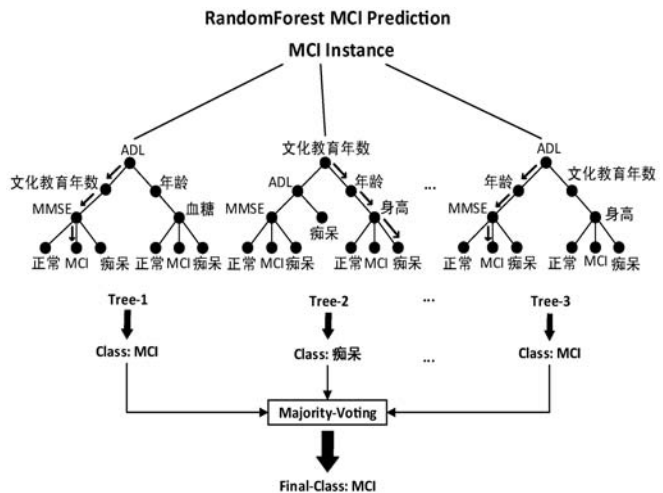 RandomForest MCI Prediction
MCI Instance
ADL
文化教育年数
年龄
MMSE
血糖
正常 MCI 痴呆
正常 MCI 痴呆
Tree-1
Class: MCI
文化教育年数
ADL
年龄
MMSE
痴呆
身高
正常 MCI 痴呆
正常 MCI 痴呆
Tree-2
Class: 痴呆
...
...
...
ADL
年龄
文化教育年数
MMSE
身高
正常 MCI 痴呆
正常 MCI 痴呆
Tree-3
Class: MCI
Majority-Voting
Final-Class: MCI